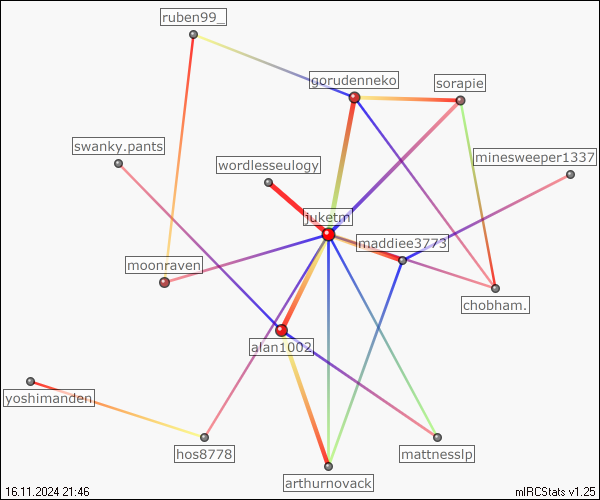 ruben99_
gorudenneko
sorapie
swanky.pants
minesweeper1337
wordlesseulogy
juketm
maddiee3773
moonraven
chobham.
alan1002
yoshimanden
hos8778
mattnesslp
arthurnovack
16.11.2024 21:46
mIRCStats v1.25